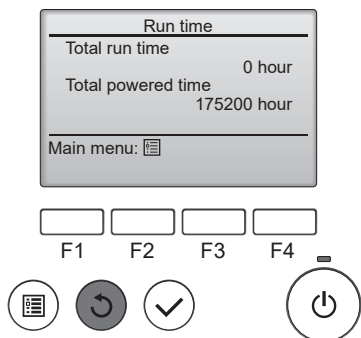 Run time
Total run time
0 hour
Total powered time
175200 hour
Main menu:
F1 F2 F3 F4